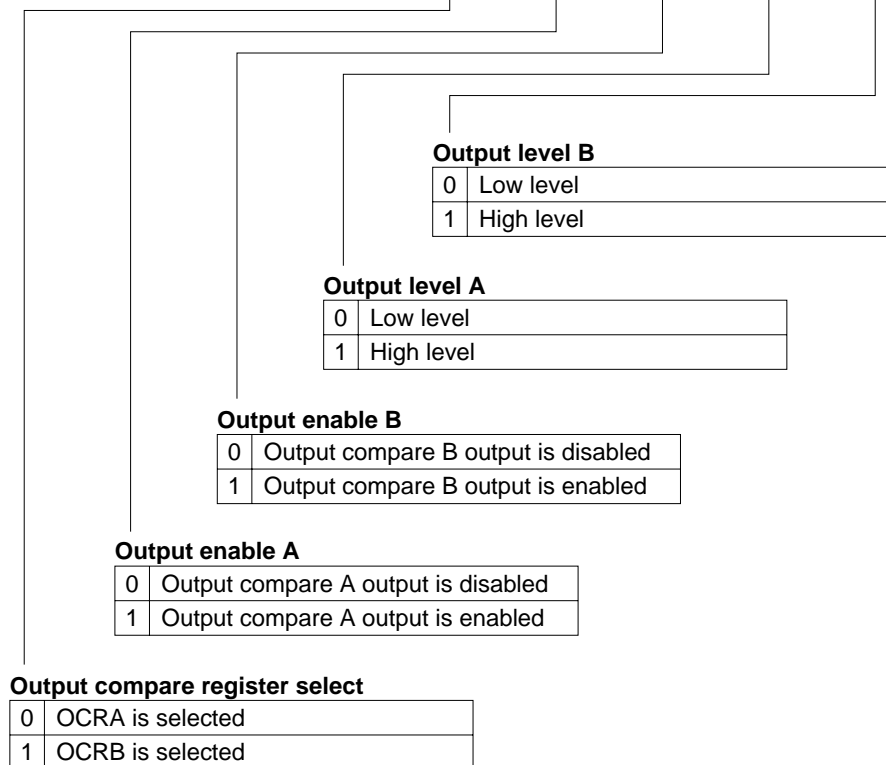 Output level B
0 Low level
1 High level
Output level A
0 Low level
1 High level
Output enable B
0 Output compare B output is disabled
1 Output compare B output is enabled
Output enable A
0 Output compare A output is disabled
1 Output compare A output is enabled
Output compare register select
0 OCRA is selected
1 OCRB is selected